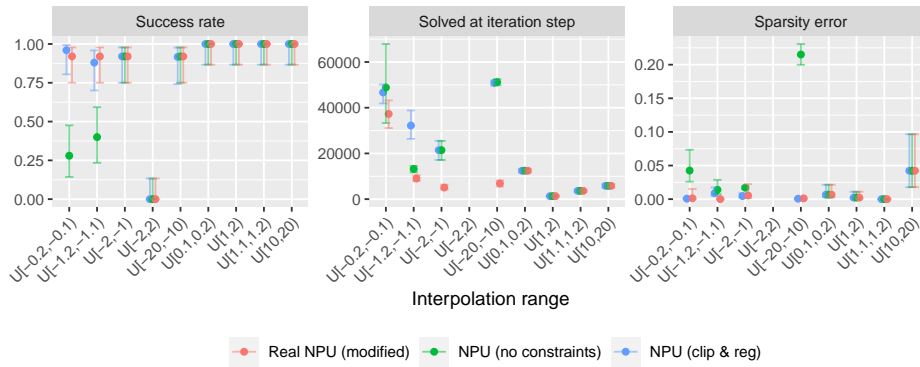 Success rate
Solved at iteration step
Sparsity error
1.00
0.75
0.50
0.25
0.00
60000
40000
20000
0
0.20
0.15
0.10
0.05
0.00
U[−0.2,−0.1)
U[−1.2,−1.1)
U[−2,−1)
U[−2,2)
U[−20,−10)
U[0.1,0.2)
U[1,2)
U[1.1,1.2)
U[10,20)
U[−0.2,−0.1)
U[−1.2,−1.1)
U[−2,−1)
U[−2,2)
U[−20,−10)
U[0.1,0.2)
U[1,2)
U[1.1,1.2)
U[10,20)
U[−0.2,−0.1)
U[−1.2,−1.1)
U[−2,−1)
U[−2,2)
U[−20,−10)
U[0.1,0.2)
U[1,2)
U[1.1,1.2)
U[10,20)
Interpolation range
Real NPU (modified)
NPU (no constraints)
NPU (clip & reg)